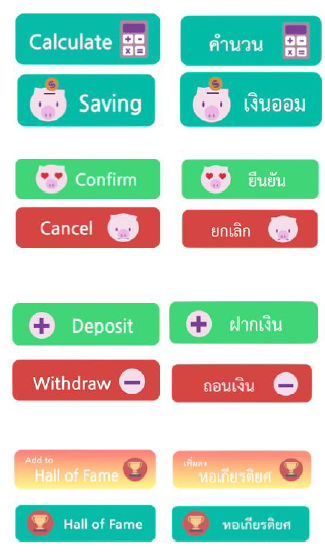 Calculate
คำนวน
Saving
เงินออม
Confirm
ยืนยัน
Cancel
ยกเลิก
Deposit
ฝากเงิน
Withdraw
ถอนเงิน
Add to
Hall of Fame
เพิ่มลง
หอเกียรติยศ
Hall of Fame
หอเกียรติยศ